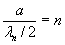 a / (λₙ / 2) = n